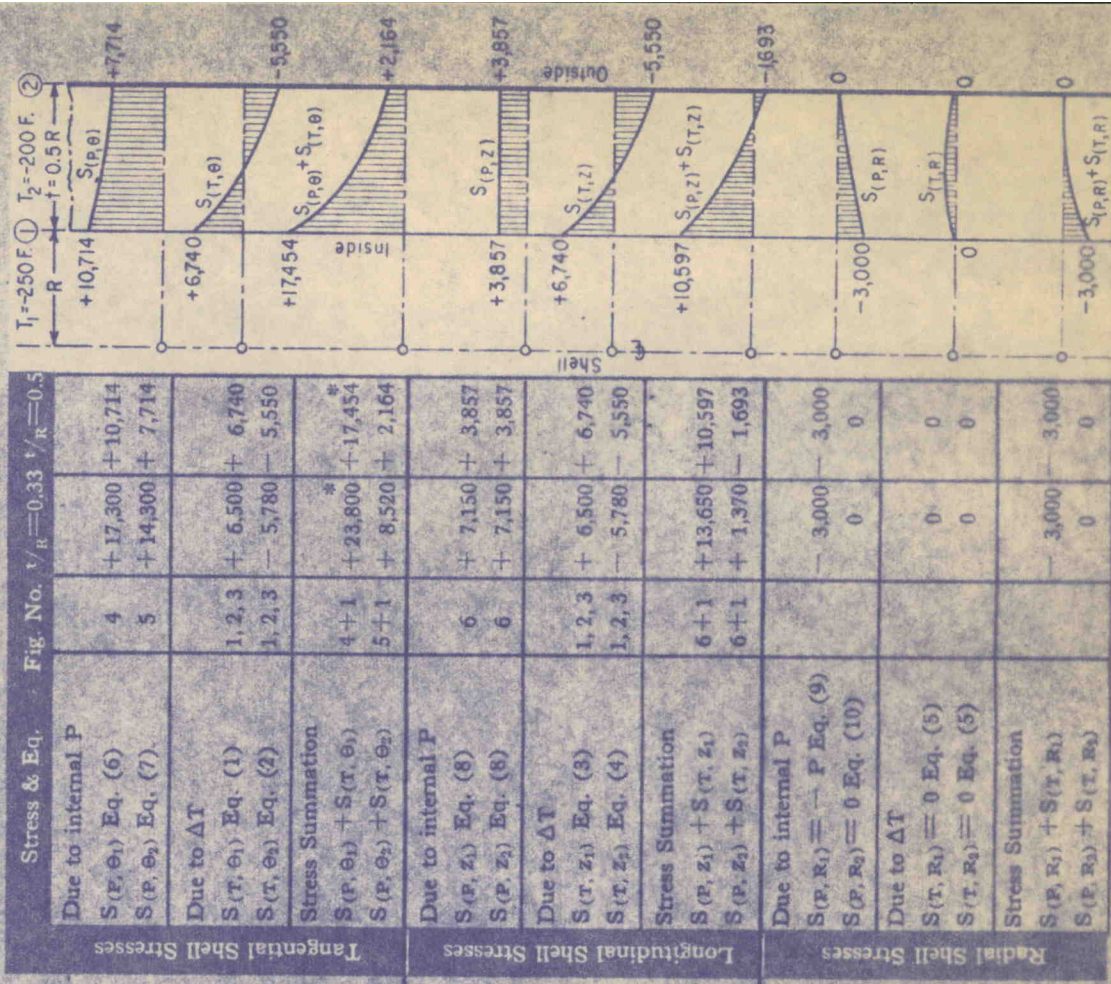 Stress & Eq. Fig. No. t/R=0.33 t/R=0.5
Tangential Shell Stresses
Due to internal P
S(P, θ₁) Eq. (6) 4 +17,300 +10,714
S(P, θ₂) Eq. (7). 5 +14,300 + 7,714
Due to ΔT
S(T, θ₁) Eq. (1) 1, 2, 3 + 6,500 + 6,740
S(T, θ₂) Eq. (2) 1, 2, 3 − 5,780 − 5,550
Stress Summation
S(P, θ₁) + S(T, θ₁) 4+1 +23,800* +17,454*
S(P, θ₂) + S(T, θ₂) 5+1 + 8,520 + 2,164
Longitudinal Shell Stresses
Due to internal P
S(P, Z₁) Eq. (8) 6 + 7,150 + 3,857
S(P, Z₂) Eq. (8) 6 + 7,150 + 3,857
Due to ΔT
S(T, Z₁) Eq. (3) 1, 2, 3 + 6,500 + 6,740
S(T, Z₂) Eq. (4) 1, 2, 3 − 5,780 − 5,550
Stress Summation
S(P, Z₁) + S(T, Z₁) 6+1 +13,650 +10,597
S(P, Z₂) + S(T, Z₂) 6+1 + 1,370 − 1,693
Radial Shell Stresses
Due to internal P
S(P, R₁) = − P Eq. (9) − 3,000 − 3,000
S(P, R₂) = 0 Eq. (10) 0 0
Due to ΔT
S(T, R₁) = 0 Eq. (5) 0 0
S(T, R₂) = 0 Eq. (5) 0 0
Stress Summation
S(P, R₁) + S(T, R₁) − 3,000 − 3,000
S(P, R₂) + S(T, R₂) 0 0
T₁=-250 F. ① T₂=-200 F. ②
R t=0.5 R
S(P,θ)
+10,714 +7,714
S(T,θ)
+6,740 -5,550
S(P,θ)+S(T,θ)
+17,454 +2,164
Inside
S(P,Z)
+3,857 +3,857
Shell
Outside
S(T,Z)
+6,740 -5,550
S(P,Z)+S(T,Z)
+10,597 -1,693
-3,000 0
S(P,R)
S(T,R)
0 0
-3,000 0
S(P,R)+S(T,R)